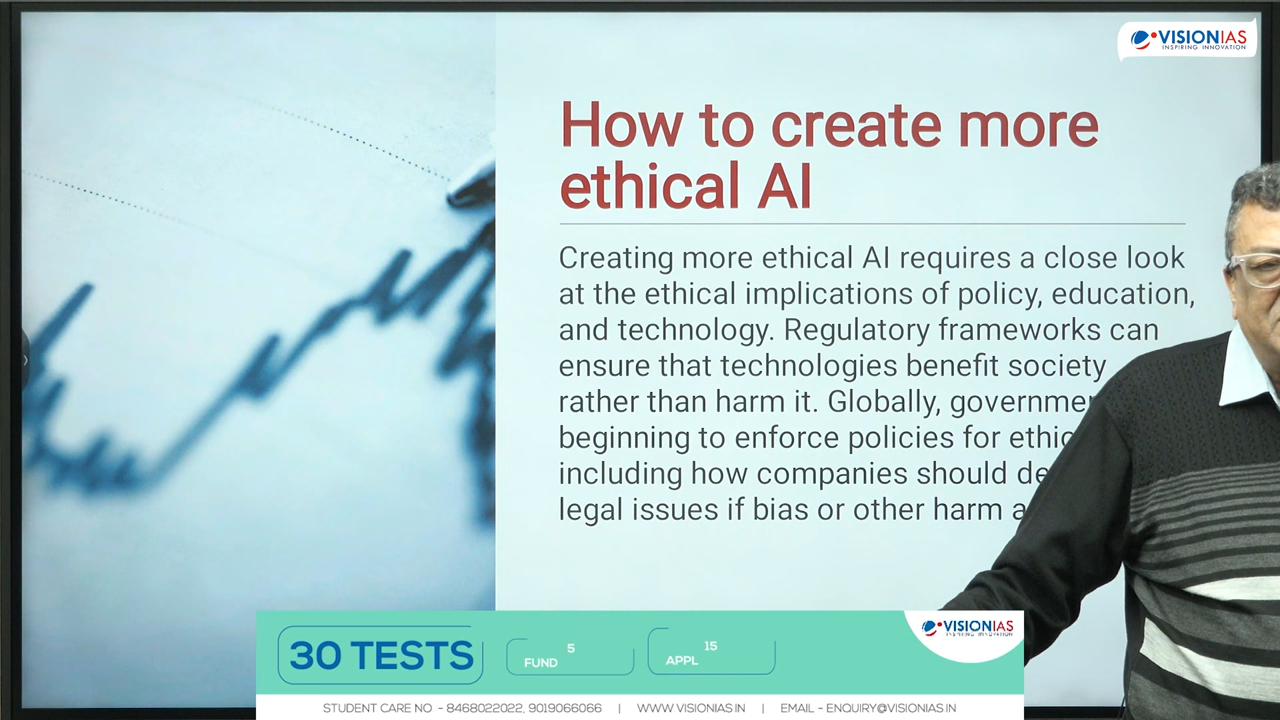 VISIONIAS
INSPIRING INNOVATION
How to create more
ethical AI
Creating more ethical AI requires a close look
at the ethical implications of policy, education,
and technology. Regulatory frameworks can
ensure that technologies benefit society
rather than harm it. Globally,
beginning to enforce policies for
including how companies should
legal issues if bias or other harm
30 TESTS
5
FUND
15
APPL
VISIONIAS
INSPIRING INNOVATION
STUDENT CARE NO - 8468022022, 9019066066 | WWW VISIONIAS.IN | EMAIL - ENQUIRY@VISIONIAS.IN